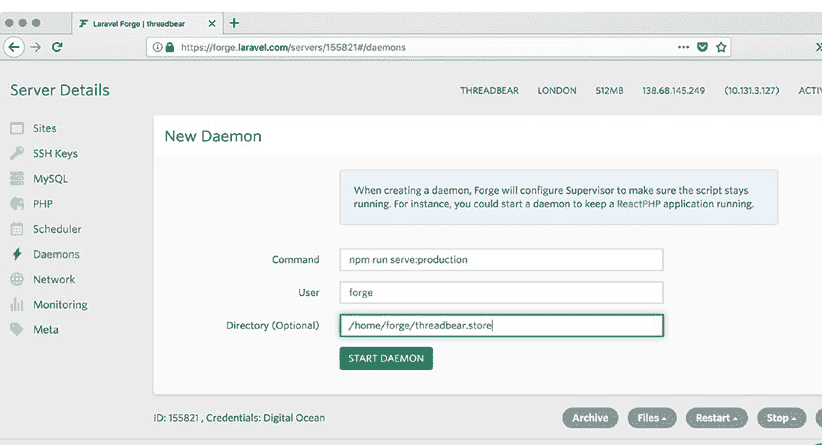 Laravel Forge | threadbear
https://forge.laravel.com/servers/155821#/daemons
Server Details
THREADBEAR LONDON 512MB 138.68.145.249 (10.131.3.127)
Sites
SSH Keys
MySQL
PHP
Scheduler
Daemons
Network
Monitoring
Meta
New Daemon
When creating a daemon, Forge will configure Supervisor to make sure the script stays
running. For instance, you could start a daemon to keep a ReactPHP application running.
Command npm run serve:production
User forge
Directory (Optional) /home/forge/threadbear.store
START DAEMON
ID: 155821 , Credentials: Digital Ocean
Archive Files Restart Stop